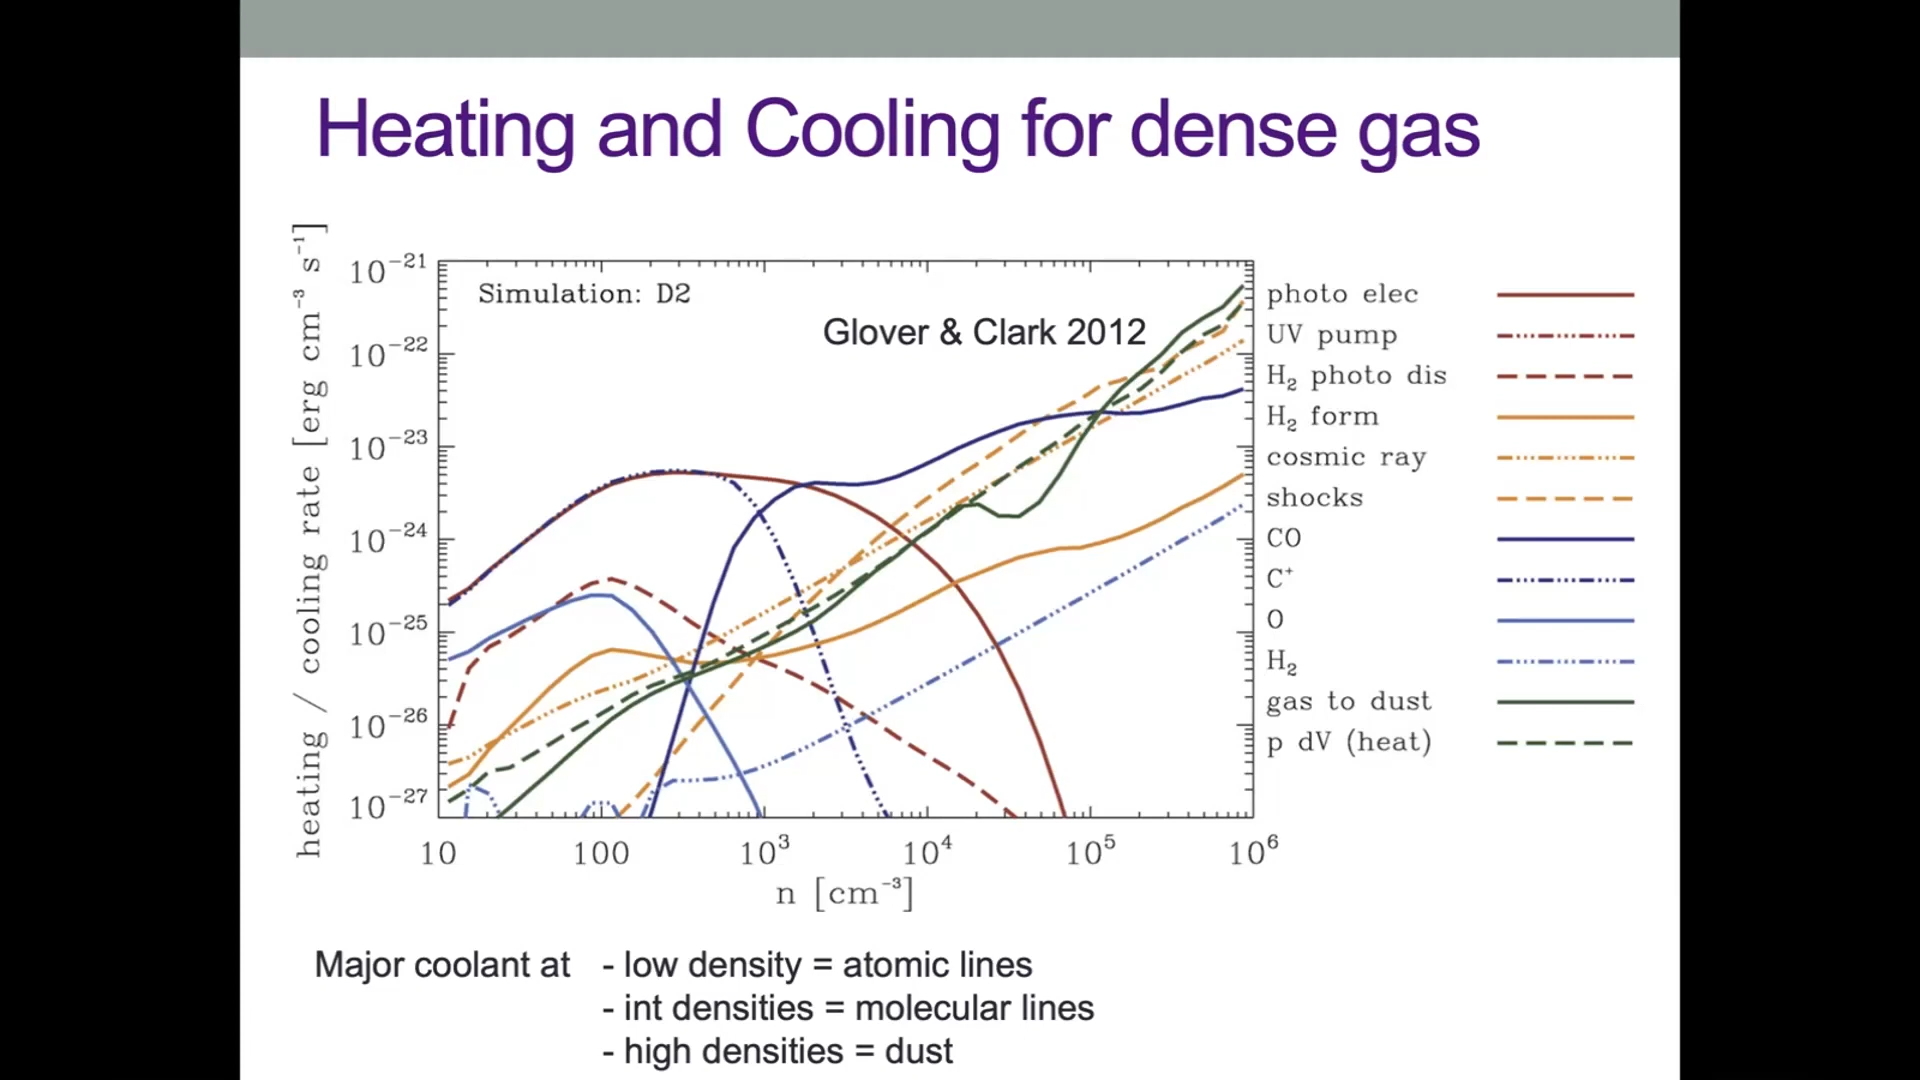 Heating and Cooling for dense gas
heating / cooling rate [erg cm⁻³ s⁻¹]
10⁻²¹
10⁻²²
10⁻²³
10⁻²⁴
10⁻²⁵
10⁻²⁶
10⁻²⁷
Simulation: D2
Glover & Clark 2012
photo elec
UV pump
H₂ photo dis
H₂ form
cosmic ray
shocks
CO
C⁺
O
H₂
gas to dust
p dV (heat)
10 100 10³ 10⁴ 10⁵ 10⁶
n [cm⁻³]
Major coolant at - low density = atomic lines
- int densities = molecular lines
- high densities = dust